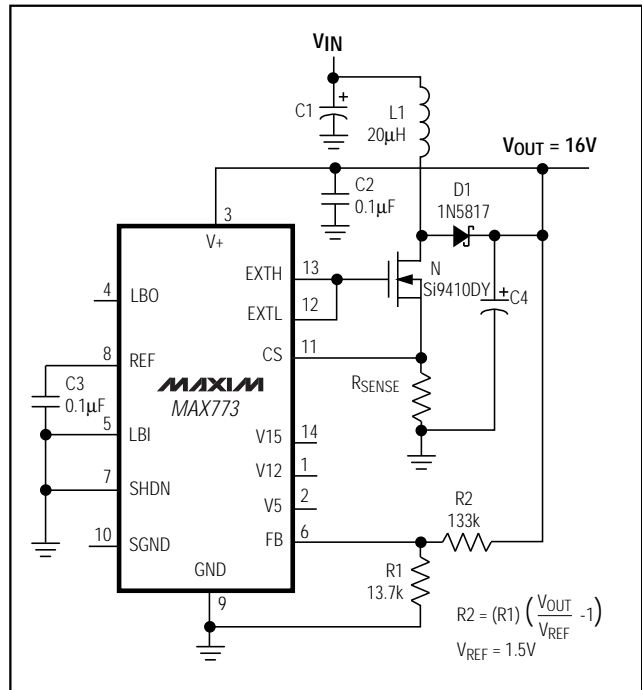 VIN
C1
+
L1
20µH
VOUT = 16V
C2
0.1µF
D1
1N5817
3
V+
EXTH
13
N
Si9410DY
4
LBO
EXTL
12
+
C4
8
REF
CS
11
C3
0.1µF
MAXIM
MAX773
RSENSE
5
LBI
V15
14
7
SHDN
V12
1
V5
2
R2
133k
10
SGND
FB
6
GND
R1
13.7k
9
R2 = (R1) (VOUT/VREF -1)
VREF = 1.5V